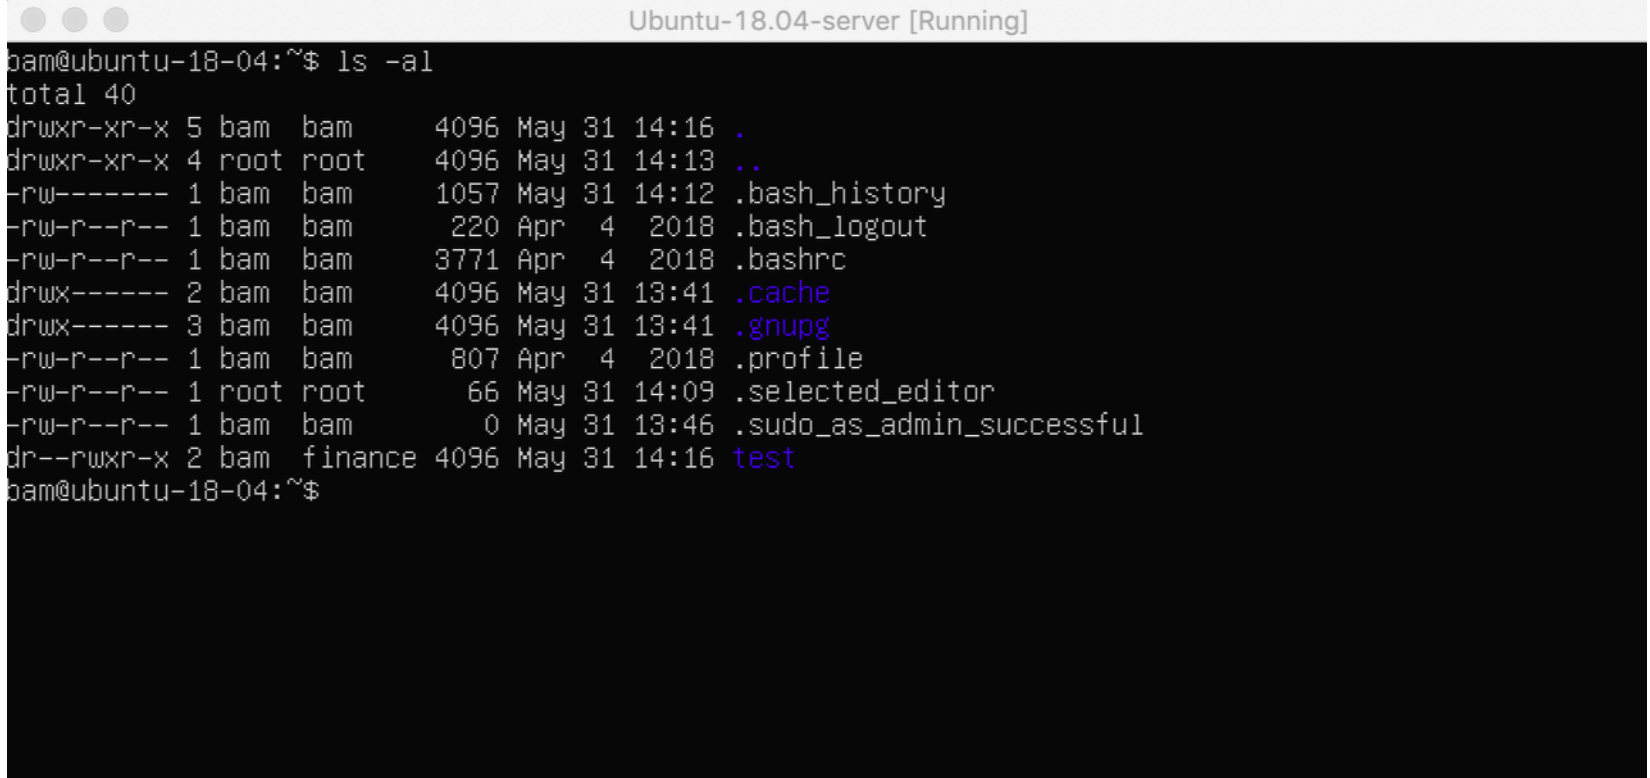 Ubuntu-18.04-server [Running]
bam@ubuntu-18-04:~$ ls -al
total 40
drwxr-xr-x 5 bam  bam     4096 May 31 14:16 .
drwxr-xr-x 4 root root    4096 May 31 14:13 ..
-rw------- 1 bam  bam     1057 May 31 14:12 .bash_history
-rw-r--r-- 1 bam  bam      220 Apr  4  2018 .bash_logout
-rw-r--r-- 1 bam  bam     3771 Apr  4  2018 .bashrc
drwx------ 2 bam  bam     4096 May 31 13:41 .cache
drwx------ 3 bam  bam     4096 May 31 13:41 .gnupg
-rw-r--r-- 1 bam  bam      807 Apr  4  2018 .profile
-rw-r--r-- 1 root root      66 May 31 14:09 .selected_editor
-rw-r--r-- 1 bam  bam        0 May 31 13:46 .sudo_as_admin_successful
dr--rwxr-x 2 bam  finance 4096 May 31 14:16 test
bam@ubuntu-18-04:~$